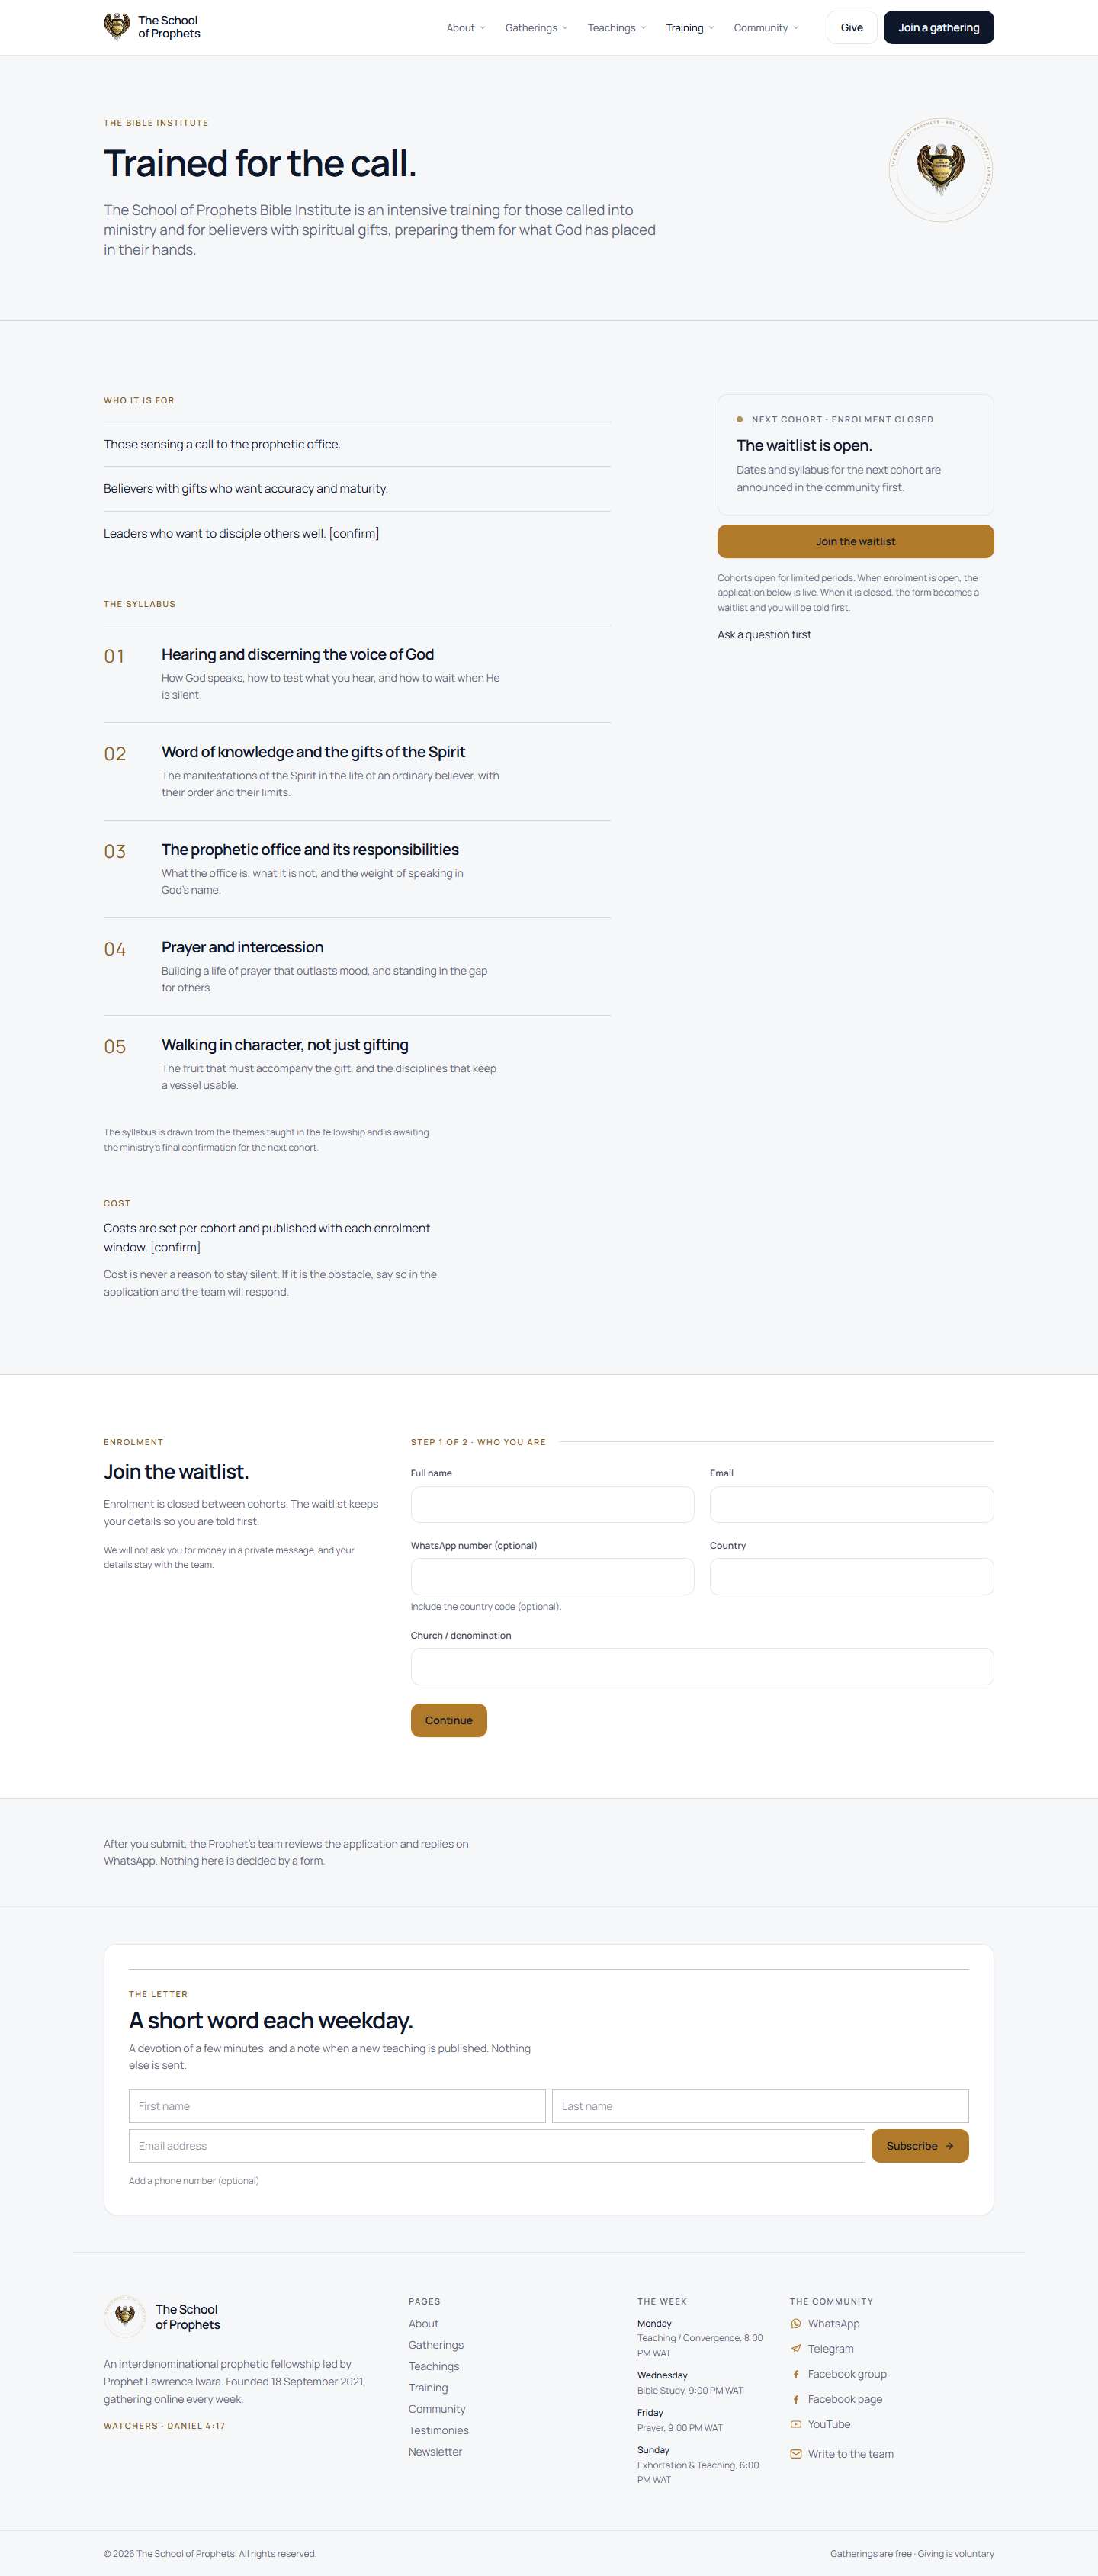 The School
of Prophets
About
Gatherings
Teachings
Training
Community
Give
Join a gathering
THE BIBLE INSTITUTE
Trained for the call.
The School of Prophets Bible Institute is an intensive training for those called into
ministry and for believers with spiritual gifts, preparing them for what God has placed
in their hands.
WHO IT IS FOR
Those sensing a call to the prophetic office.
Believers with gifts who want accuracy and maturity.
Leaders who want to disciple others well. [confirm]
NEXT COHORT · ENROLMENT CLOSED
The waitlist is open.
Dates and syllabus for the next cohort are
announced in the community first.
Join the waitlist
Cohorts open for limited periods. When enrolment is open, the
application below is live. When it is closed, the form becomes a
waitlist and you will be told first.
Ask a question first
THE SYLLABUS
01
Hearing and discerning the voice of God
How God speaks, how to test what you hear, and how to wait when He
is silent.
02
Word of knowledge and the gifts of the Spirit
The manifestations of the Spirit in the life of an ordinary believer, with
their order and their limits.
03
The prophetic office and its responsibilities
What the office is, what it is not, and the weight of speaking in
God's name.
04
Prayer and intercession
Building a life of prayer that outlasts mood, and standing in the gap
for others.
05
Walking in character, not just gifting
The fruit that must accompany the gift, and the disciplines that keep
a vessel usable.
The syllabus is drawn from the themes taught in the fellowship and is awaiting
the ministry's final confirmation for the next cohort.
COST
Costs are set per cohort and published with each enrolment
window. [confirm]
Cost is never a reason to stay silent. If it is the obstacle, say so in the
application and the team will respond.
ENROLMENT
Join the waitlist.
Enrolment is closed between cohorts. The waitlist keeps
your details so you are told first.
We will not ask you for money in a private message, and your
details stay with the team.
STEP 1 OF 2 · WHO YOU ARE
Full name
Email
WhatsApp number (optional)
Country
Include the country code (optional).
Church / denomination
Continue
After you submit, the Prophet's team reviews the application and replies on
WhatsApp. Nothing here is decided by a form.
THE LETTER
A short word each weekday.
A devotion of a few minutes, and a note when a new teaching is published. Nothing
else is sent.
First name
Last name
Email address
Subscribe
Add a phone number (optional)
The School
of Prophets
An interdenominational prophetic fellowship led by
Prophet Lawrence Iwara. Founded 18 September 2021,
gathering online every week.
WATCHERS · DANIEL 4:17
PAGES
About
Gatherings
Teachings
Training
Community
Testimonies
Newsletter
THE WEEK
Monday
Teaching / Convergence, 8:00
PM WAT
Wednesday
Bible Study, 9:00 PM WAT
Friday
Prayer, 9:00 PM WAT
Sunday
Exhortation & Teaching, 6:00
PM WAT
THE COMMUNITY
WhatsApp
Telegram
Facebook group
Facebook page
YouTube
Write to the team
© 2026 The School of Prophets. All rights reserved.
Gatherings are free · Giving is voluntary